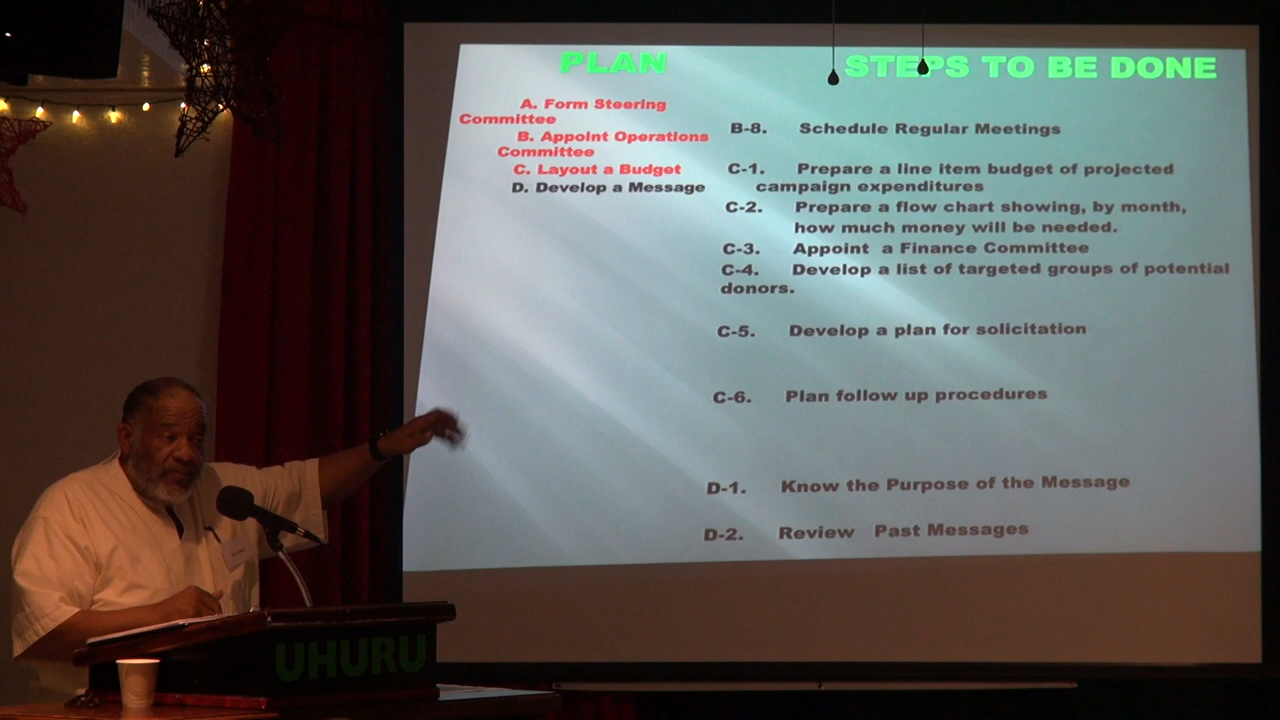 PLAN
STEPS TO BE DONE
A. Form Steering
Committee
B. Appoint Operations
Committee
C. Layout a Budget
D. Develop a Message
B-8. Schedule Regular Meetings
C-1. Prepare a line item budget of projected
campaign expenditures
C-2. Prepare a flow chart showing, by month,
how much money will be needed.
C-3. Appoint a Finance Committee
C-4. Develop a list of targeted groups of potential
donors.
C-5. Develop a plan for solicitation
C-6. Plan follow up procedures
D-1. Know the Purpose of the Message
D-2. Review Past Messages
UHURU